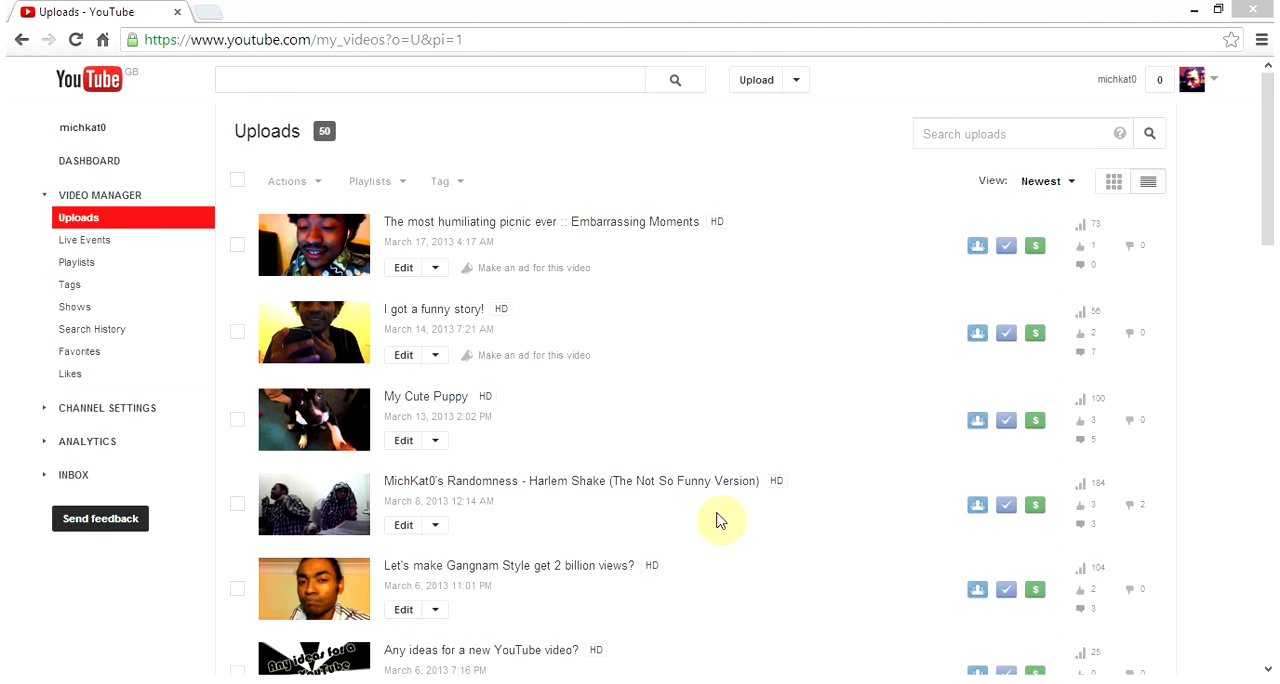 Uploads - YouTube
https://www.youtube.com/my_videos?o=U&pi=1
YouTube GB
Upload
michkat0
0
michkat0
DASHBOARD
VIDEO MANAGER
Uploads
Live Events
Playlists
Tags
Shows
Search History
Favorites
Likes
CHANNEL SETTINGS
ANALYTICS
INBOX
Send feedback
Uploads 50
Search uploads ?
Actions Playlists Tag
View: Newest
The most humiliating picnic ever :: Embarrassing Moments HD
March 17, 2013 4:17 AM
Edit Make an ad for this video
$
73
1 0
0
I got a funny story! HD
March 14, 2013 7:21 AM
Edit Make an ad for this video
$
56
2 0
7
My Cute Puppy HD
March 13, 2013 2:02 PM
Edit
$
100
3 0
5
MichKat0's Randomness - Harlem Shake (The Not So Funny Version) HD
March 8, 2013 12:14 AM
Edit
$
184
3 2
3
Let's make Gangnam Style get 2 billion views? HD
March 6, 2013 11:01 PM
Edit
$
104
2 0
3
Any ideas for a
YouTube
Any ideas for a new YouTube video? HD
March 6, 2013 7:16 PM
25